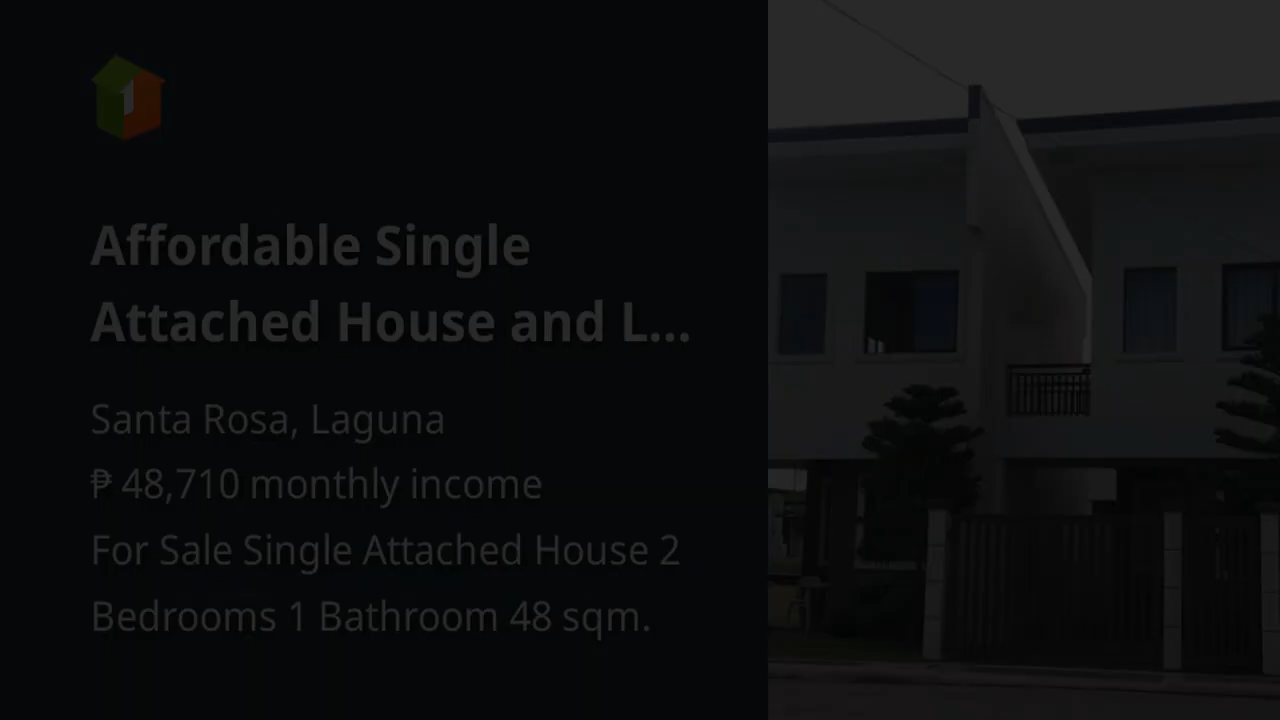 Affordable Single
Attached House and L...
Santa Rosa, Laguna
₱ 48,710 monthly income
For Sale Single Attached House 2
Bedrooms 1 Bathroom 48 sqm.